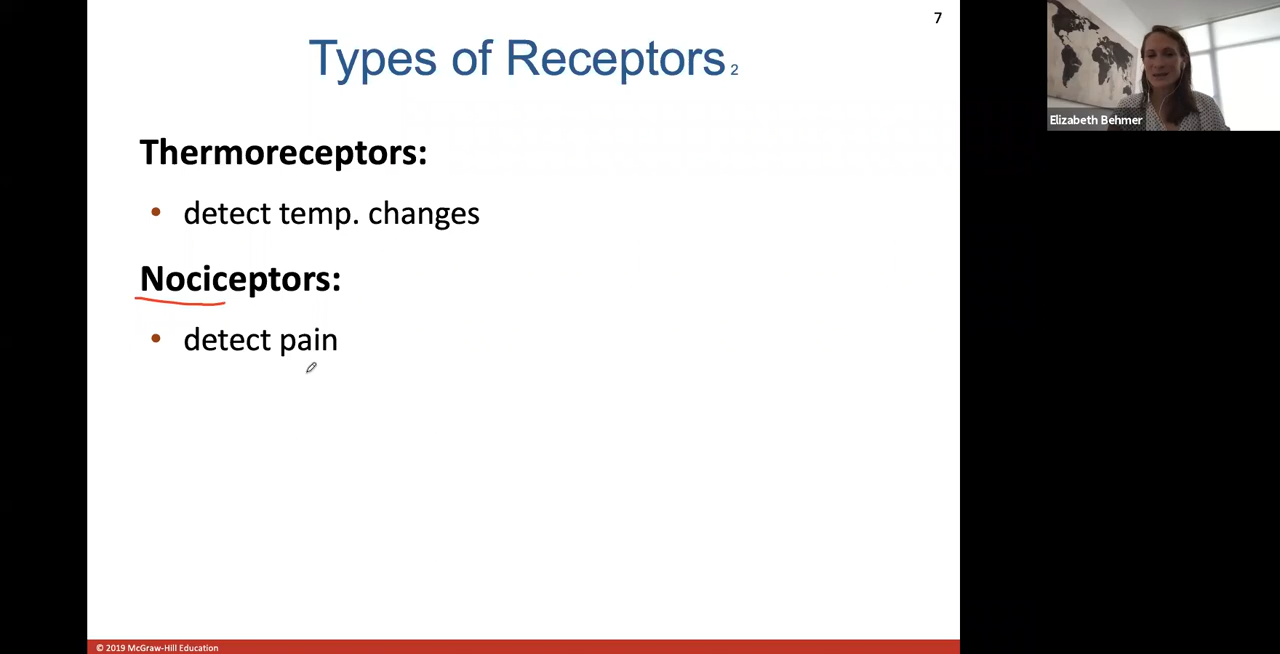 7
Types of Receptors 2
Elizabeth Behmer
Thermoreceptors:
• detect temp. changes
Nociceptors:
• detect pain
© 2019 McGraw-Hill Education